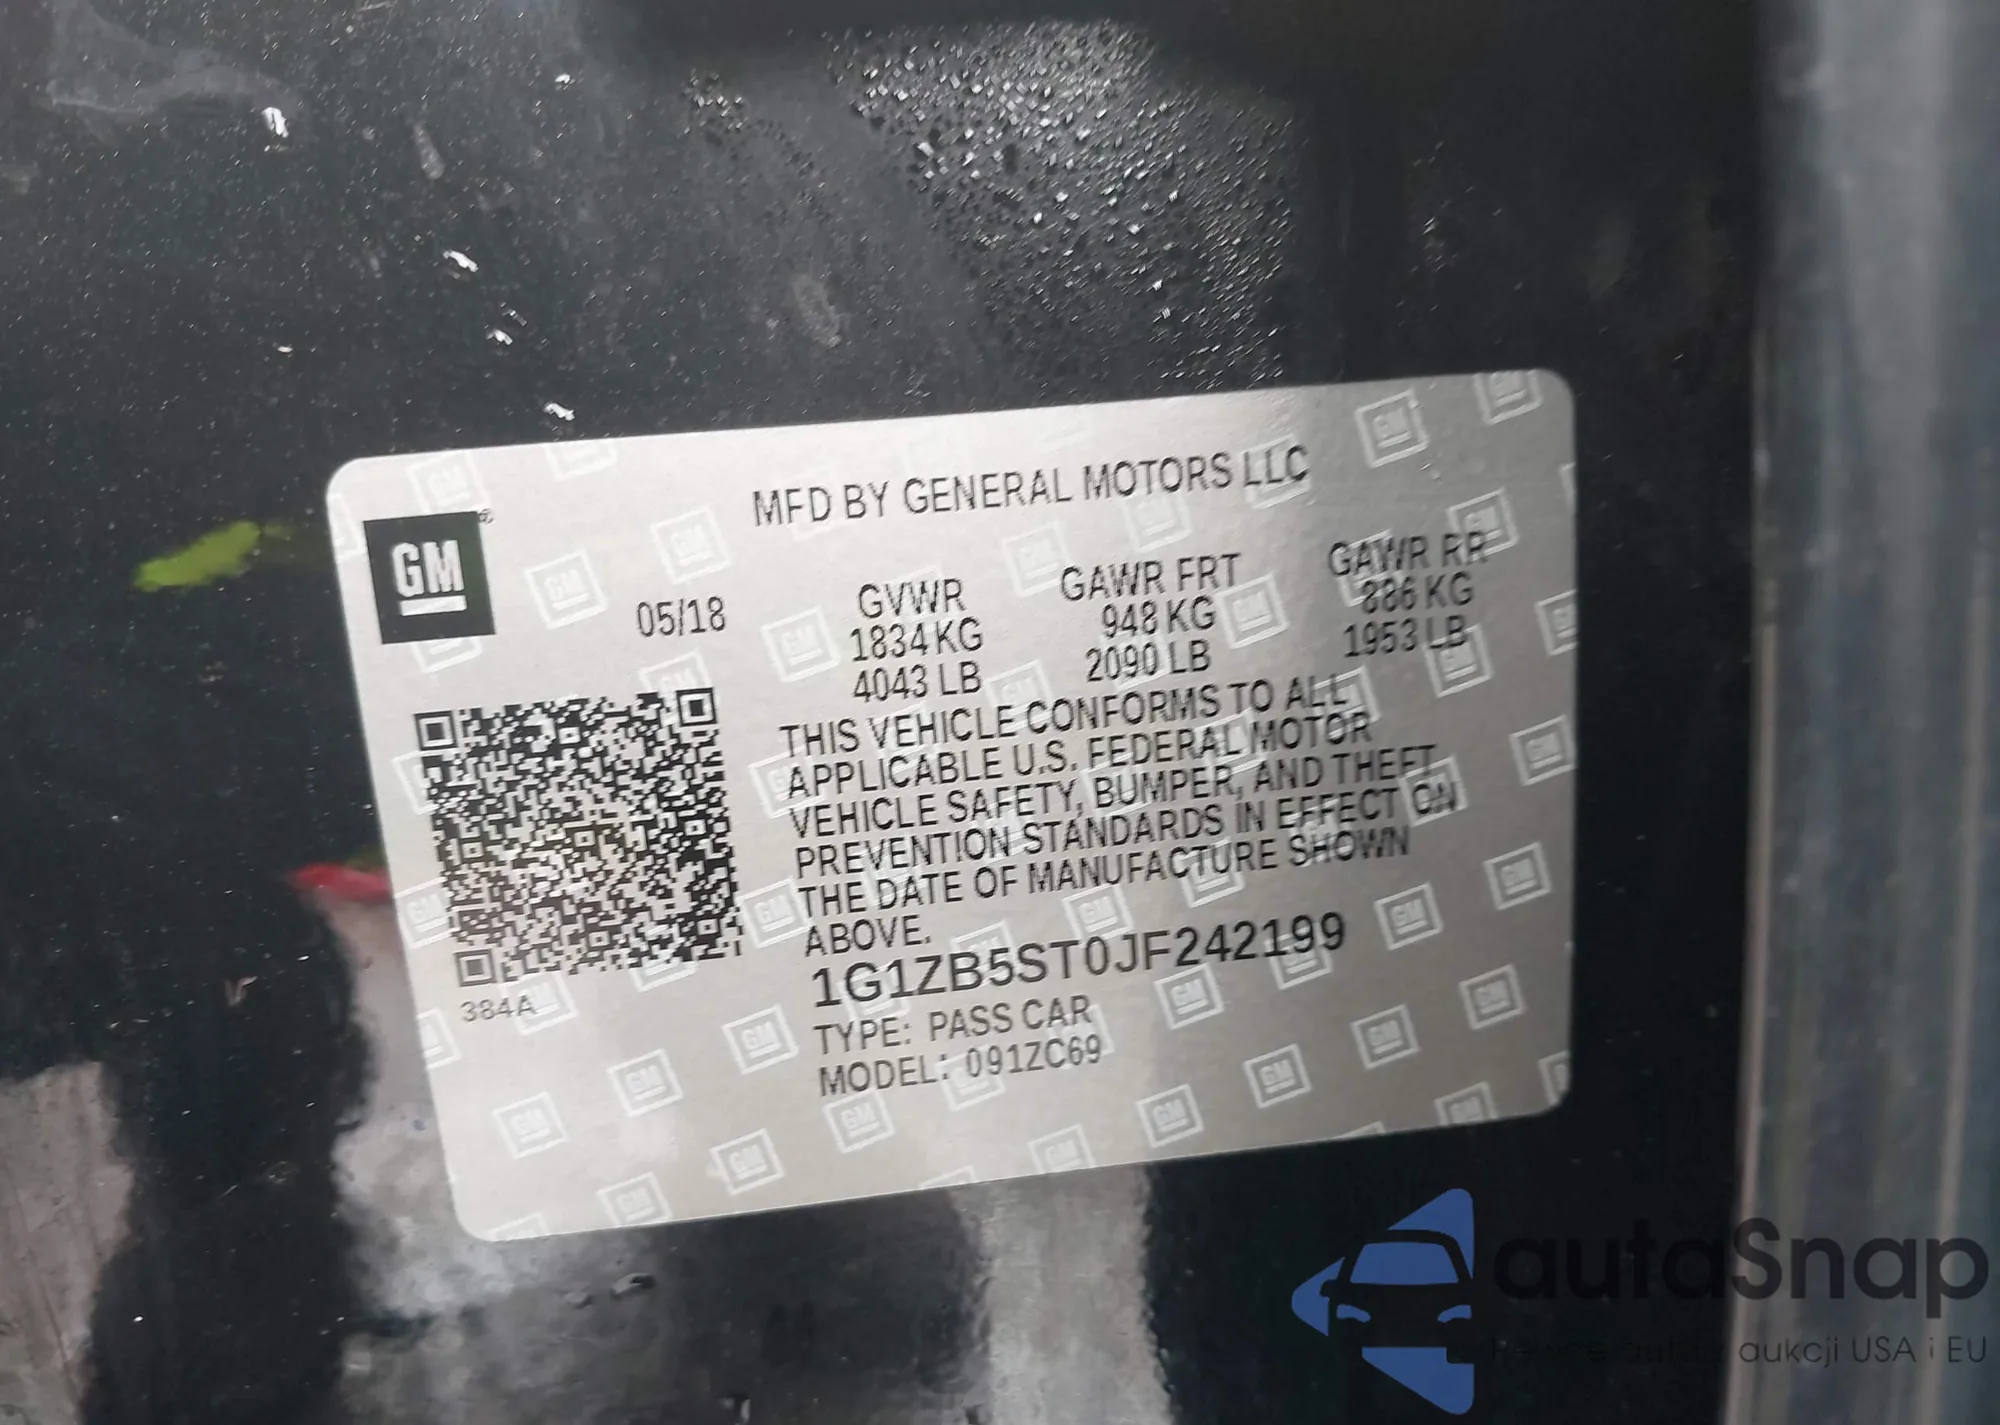 MFD BY GENERAL MOTORS LLC
GM
05/18
GVWR GAWR FRT GAWR RR
1834 KG 948 KG 886 KG
4043 LB 2090 LB 1953 LB
THIS VEHICLE CONFORMS TO ALL
APPLICABLE U.S. FEDERAL MOTOR
VEHICLE SAFETY, BUMPER, AND THEFT
PREVENTION STANDARDS IN EFFECT ON
THE DATE OF MANUFACTURE SHOWN
ABOVE.
1G1ZB5ST0JF242199
384A
TYPE: PASS CAR
MODEL: 091ZC69
autaSnap
aukcji USA i EU